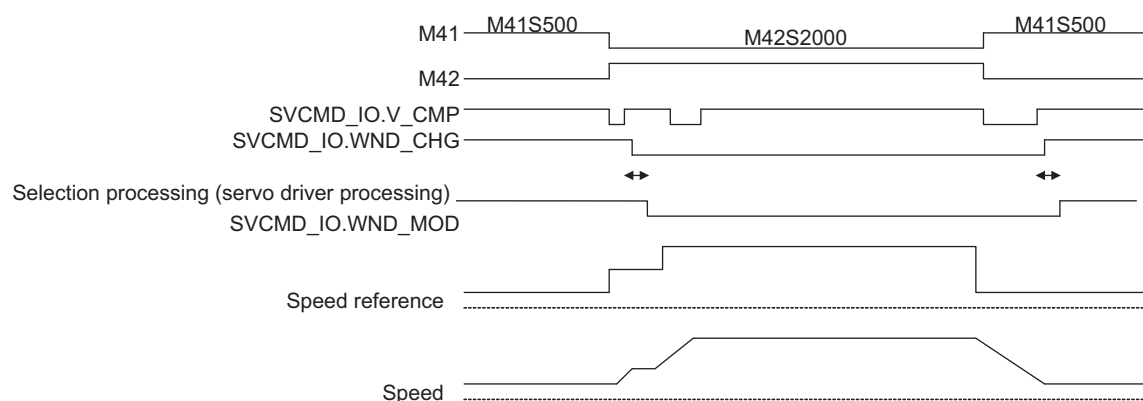 M41S500
M42S2000
M41S500
M41
M42
SVCMD_IO.V_CMP
SVCMD_IO.WND_CHG
Selection processing (servo driver processing)
SVCMD_IO.WND_MOD
Speed reference
Speed